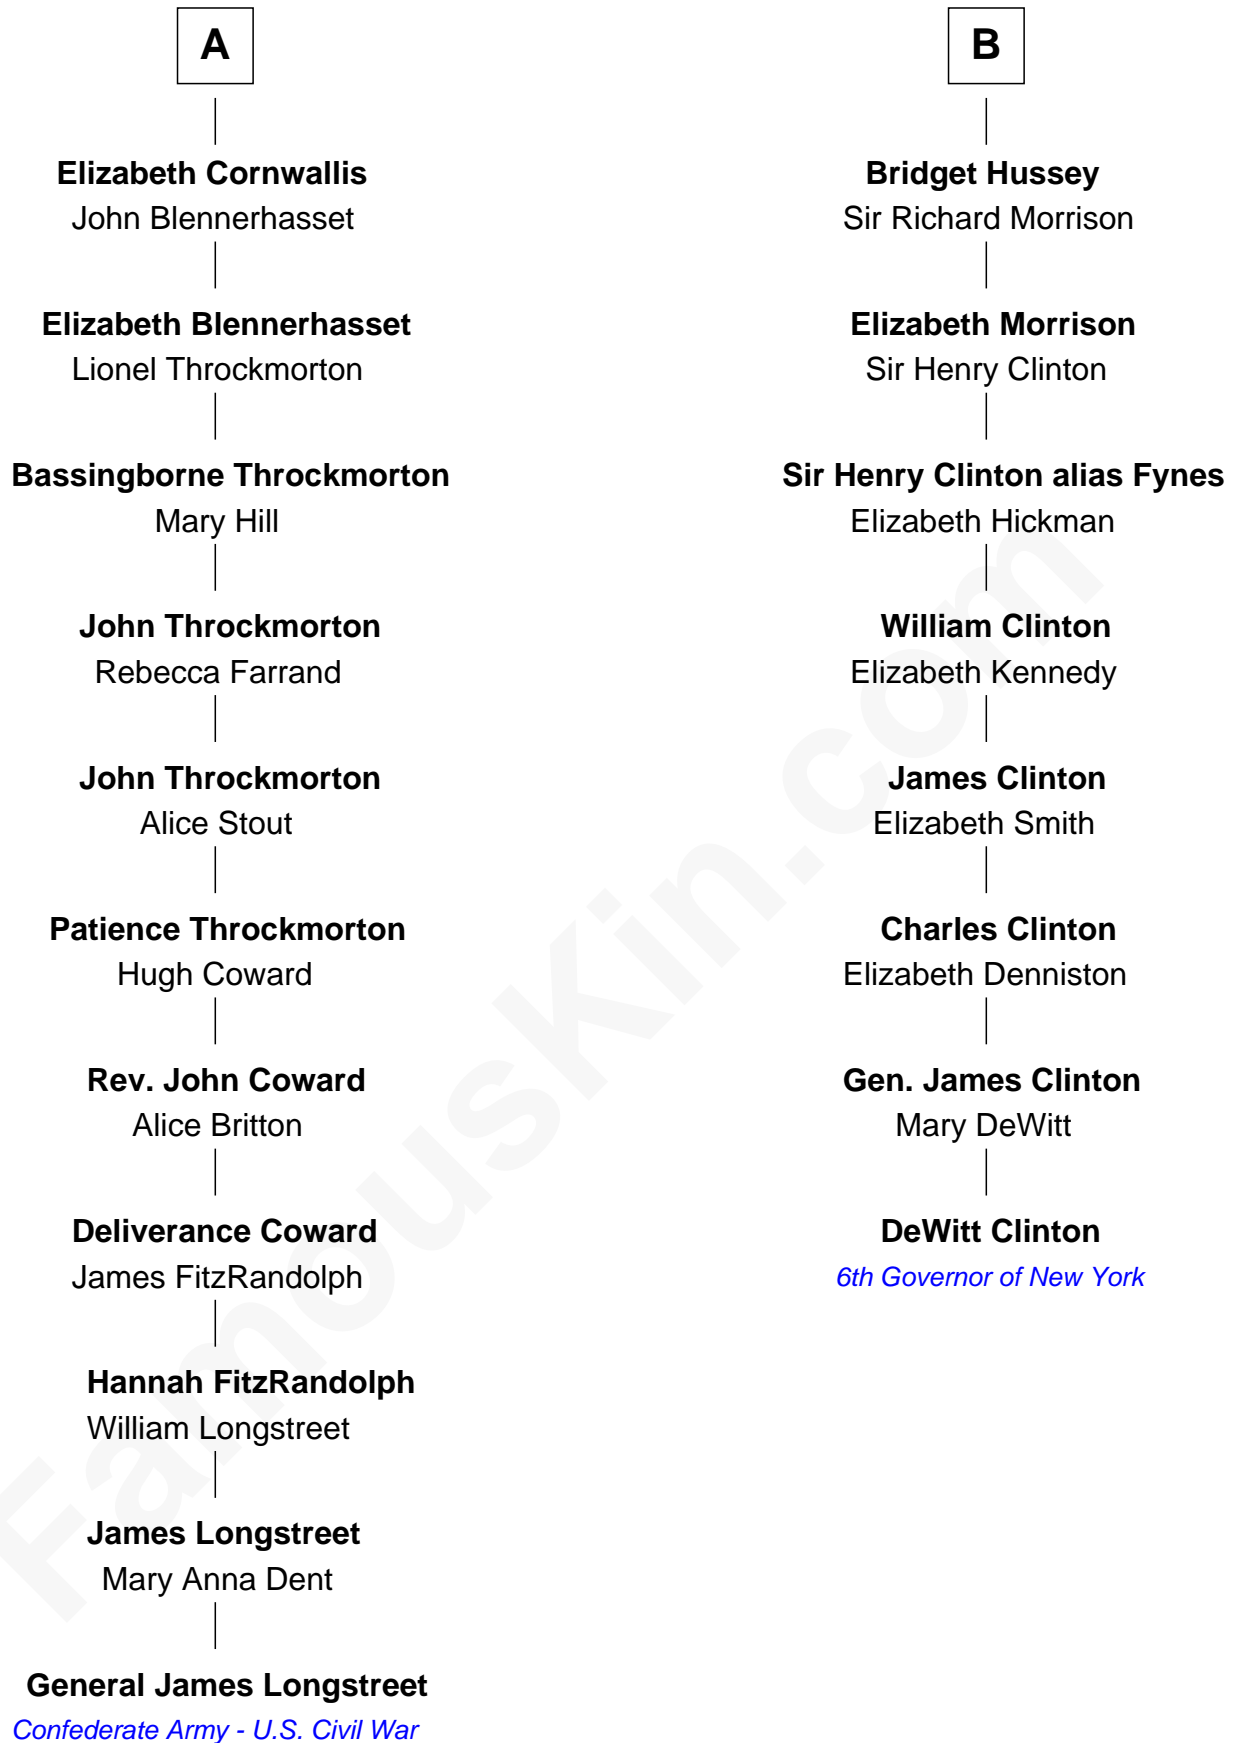 A
Elizabeth Cornwallis
John Blennerhasset
Elizabeth Blennerhasset
Lionel Throckmorton
Bassingborne Throckmorton
Mary Hill
John Throckmorton
Rebecca Farrand
John Throckmorton
Alice Stout
Patience Throckmorton
Hugh Coward
Rev. John Coward
Alice Britton
Deliverance Coward
James FitzRandolph
Hannah FitzRandolph
William Longstreet
James Longstreet
Mary Anna Dent
General James Longstreet
Confederate Army - U.S. Civil War
B
Bridget Hussey
Sir Richard Morrison
Elizabeth Morrison
Sir Henry Clinton
Sir Henry Clinton alias Fynes
Elizabeth Hickman
William Clinton
Elizabeth Kennedy
James Clinton
Elizabeth Smith
Charles Clinton
Elizabeth Denniston
Gen. James Clinton
Mary DeWitt
DeWitt Clinton
6th Governor of New York
FamousKin.com